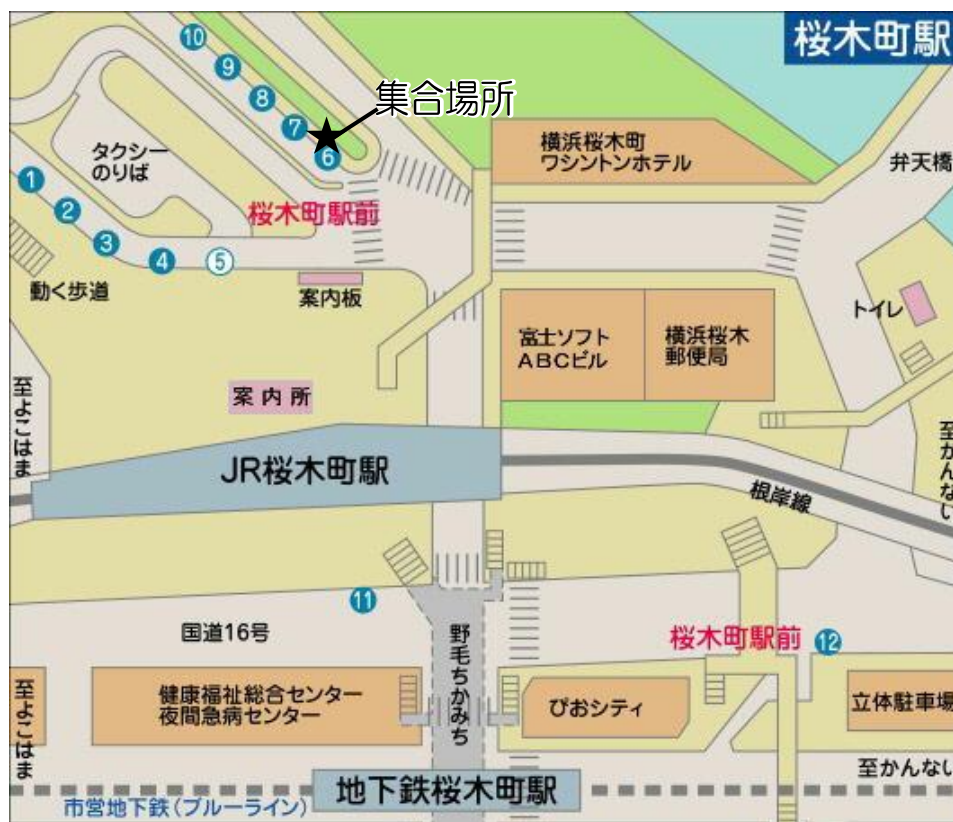 桜木町駅
10
9
8
7
6
集合場所
タクシー
のりば
1
2
3
4
5
桜木町駅前
動く歩道
案内板
横浜桜木町
ワシントンホテル
弁天橋
トイレ
富士ソフト
ABCビル
横浜桜木
郵便局
案内所
至よこはま
至かんない
JR桜木町駅
根岸線
11
国道16号
野毛ちかみち
桜木町駅前
12
至よこはま
健康福祉総合センター
夜間急病センター
ぴおシティ
立体駐車場
至かんない
市営地下鉄(ブルーライン)
地下鉄桜木町駅